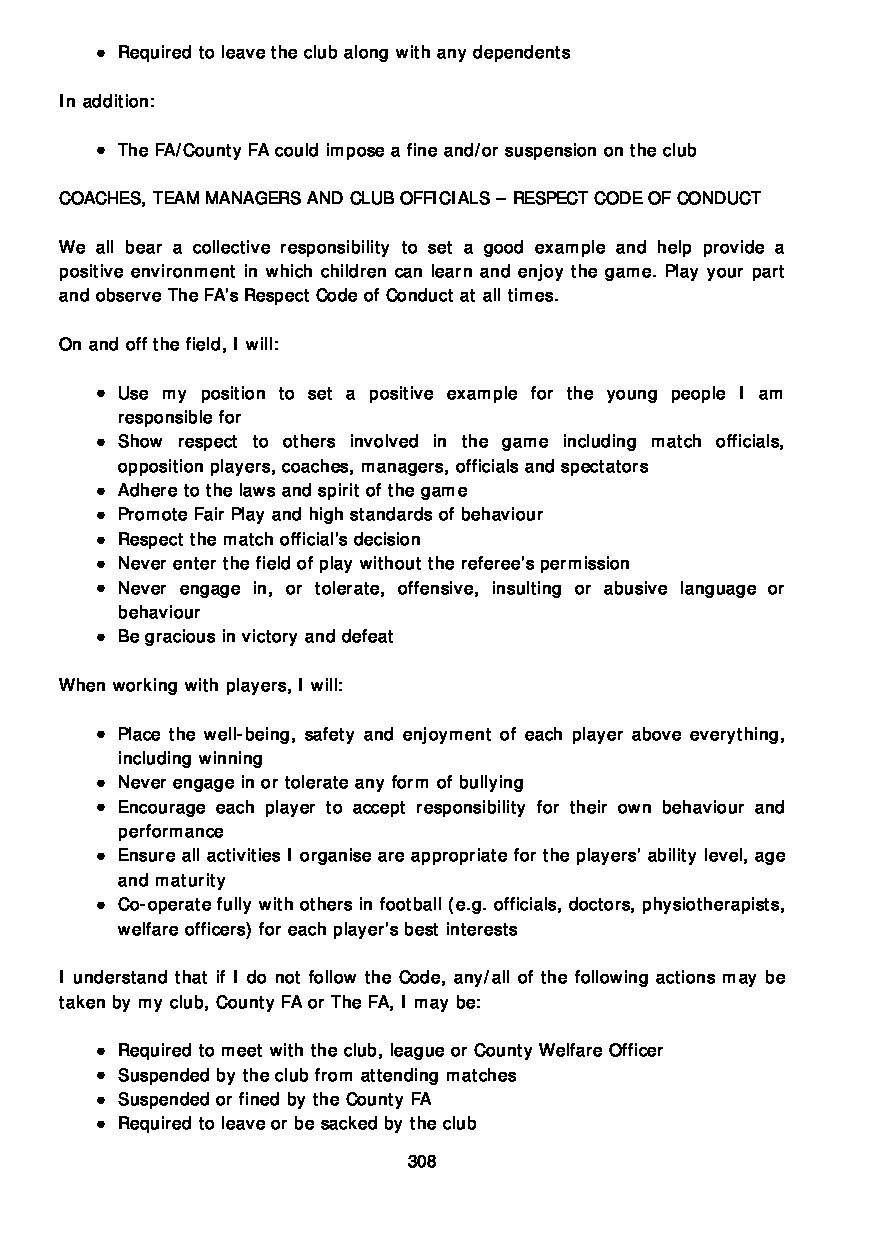 • Required to leave the club along with any dependents
In addition:
• The FA/County FA could impose a fine and/or suspension on the club
COACHES, TEAM MANAGERS AND CLUB OFFICIALS – RESPECT CODE OF CONDUCT
We all bear a collective responsibility to set a good example and help provide a
positive environment in which children can learn and enjoy the game. Play your part
and observe The FA's Respect Code of Conduct at all times.
On and off the field, I will:
• Use my position to set a positive example for the young people I am
responsible for
• Show respect to others involved in the game including match officials,
opposition players, coaches, managers, officials and spectators
• Adhere to the laws and spirit of the game
• Promote Fair Play and high standards of behaviour
• Respect the match official's decision
• Never enter the field of play without the referee's permission
• Never engage in, or tolerate, offensive, insulting or abusive language or
behaviour
• Be gracious in victory and defeat
When working with players, I will:
• Place the well-being, safety and enjoyment of each player above everything,
including winning
• Never engage in or tolerate any form of bullying
• Encourage each player to accept responsibility for their own behaviour and
performance
• Ensure all activities I organise are appropriate for the players' ability level, age
and maturity
• Co-operate fully with others in football (e.g. officials, doctors, physiotherapists,
welfare officers) for each player's best interests
I understand that if I do not follow the Code, any/all of the following actions may be
taken by my club, County FA or The FA, I may be:
• Required to meet with the club, league or County Welfare Officer
• Suspended by the club from attending matches
• Suspended or fined by the County FA
• Required to leave or be sacked by the club
308